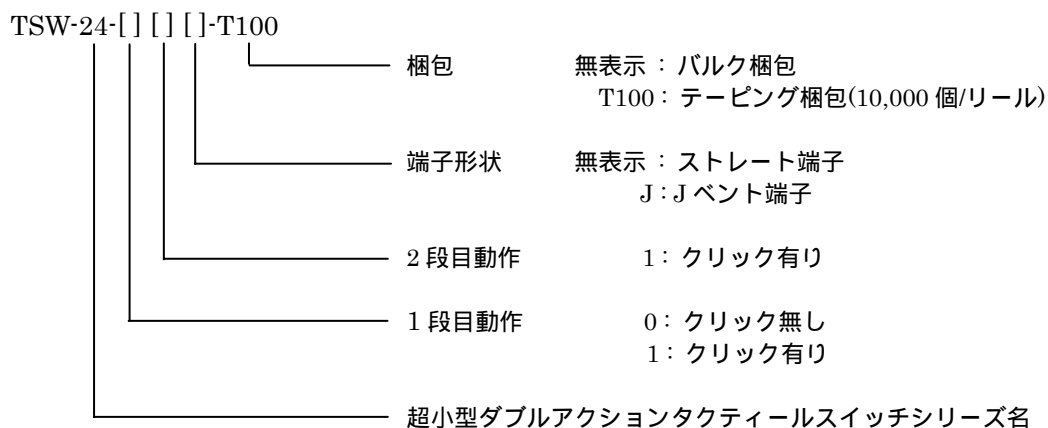 TSW-24-[ ] [ ] [ ]-T100
梱包 無表示 : バルク梱包
T100 : テーピング梱包(10,000 個/リール)
端子形状 無表示 : ストレート端子
J : J ベント端子
2 段目動作 1 : クリック有り
1 段目動作 0 : クリック無し
1 : クリック有り
超小型ダブルアクションタクティールスイッチシリーズ名